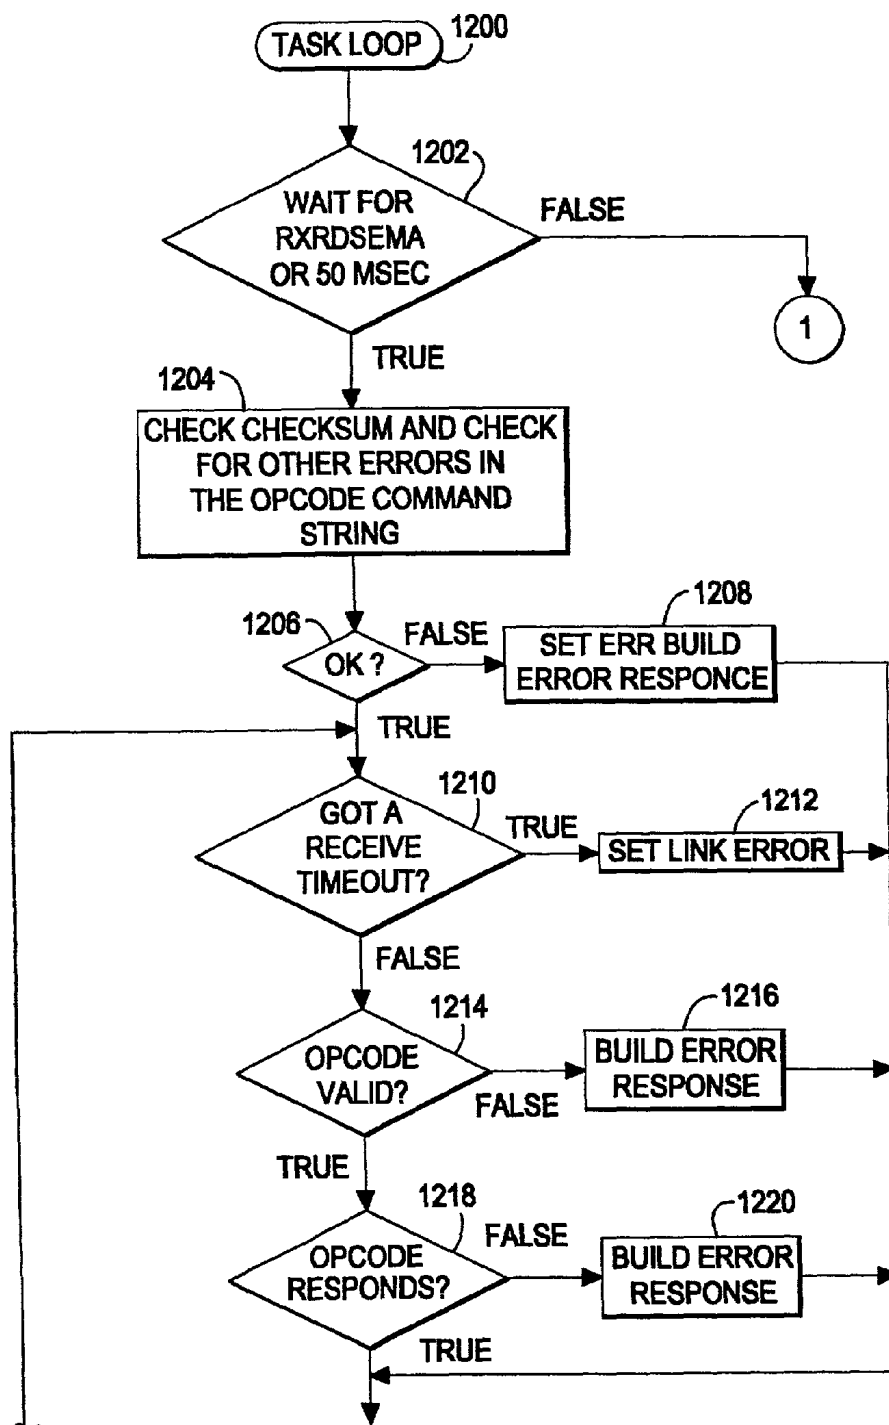 TASK LOOP
1200
1202
WAIT FOR
RXRDSEMA
OR 50 MSEC
FALSE
1
TRUE
1204
CHECK CHECKSUM AND CHECK
FOR OTHER ERRORS IN
THE OPCODE COMMAND
STRING
1206
OK ?
FALSE
1208
SET ERR BUILD
ERROR RESPONCE
TRUE
1210
GOT A
RECEIVE
TIMEOUT?
TRUE
1212
SET LINK ERROR
FALSE
1214
OPCODE
VALID?
FALSE
1216
BUILD ERROR
RESPONSE
TRUE
1218
OPCODE
RESPONDS?
FALSE
1220
BUILD ERROR
RESPONSE
TRUE